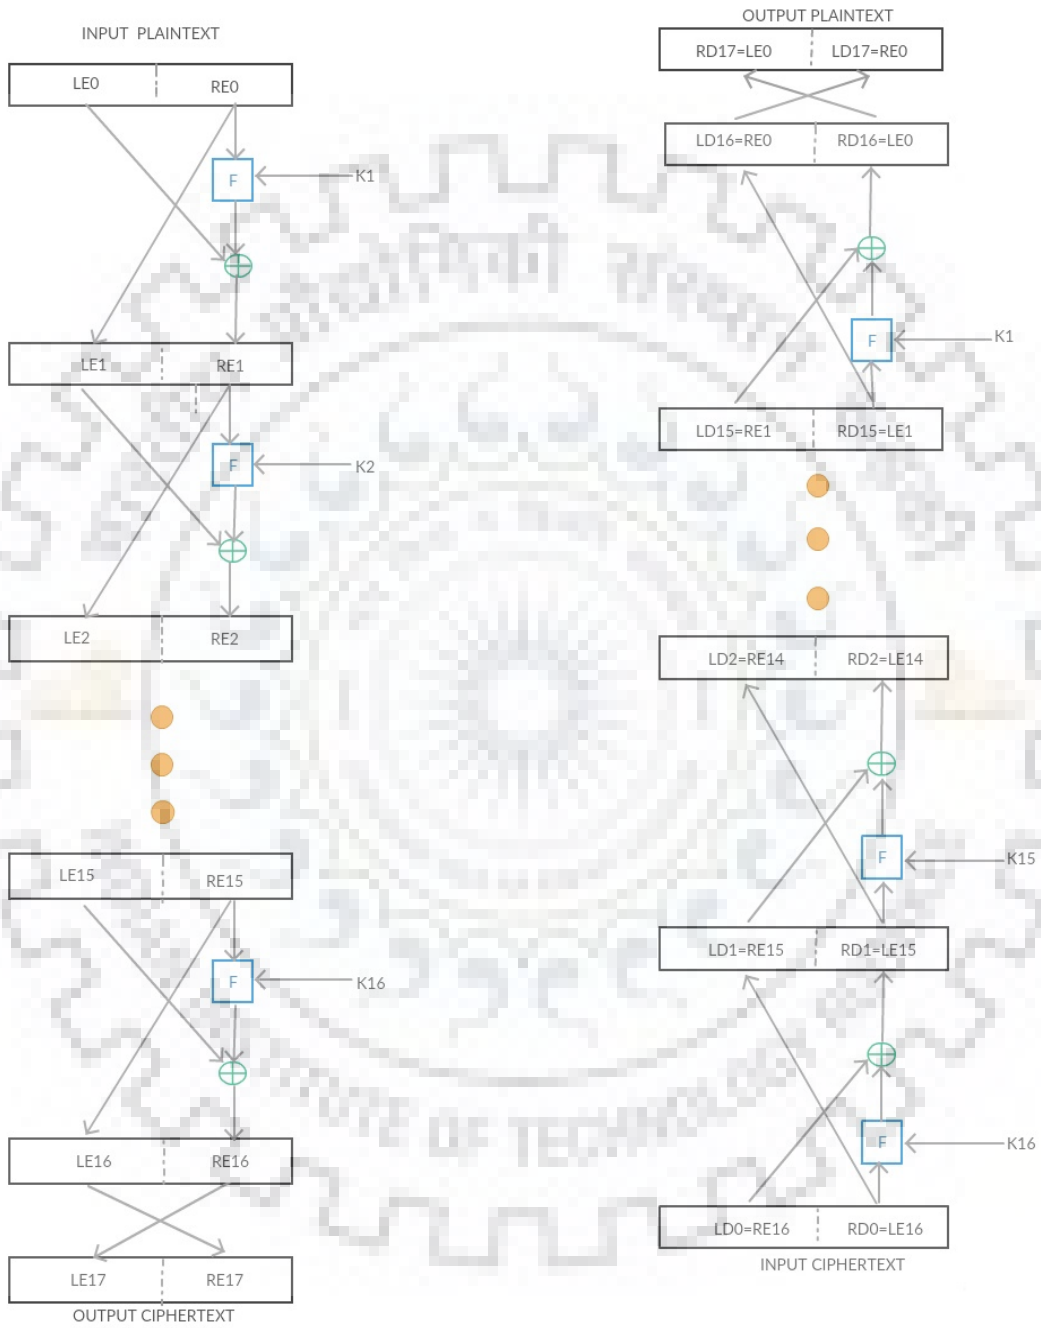 INPUT PLAINTEXT
LE0 RE0
F
K1
LE1 RE1
F
K2
LE2 RE2
LE15 RE15
F
K16
LE16 RE16
LE17 RE17
OUTPUT CIPHERTEXT
OUTPUT PLAINTEXT
RD17=LE0 LD17=RE0
LD16=RE0 RD16=LE0
F
K1
LD15=RE1 RD15=LE1
LD2=RE14 RD2=LE14
F
K15
LD1=RE15 RD1=LE15
F
K16
LD0=RE16 RD0=LE16
INPUT CIPHERTEXT
OF TECHN